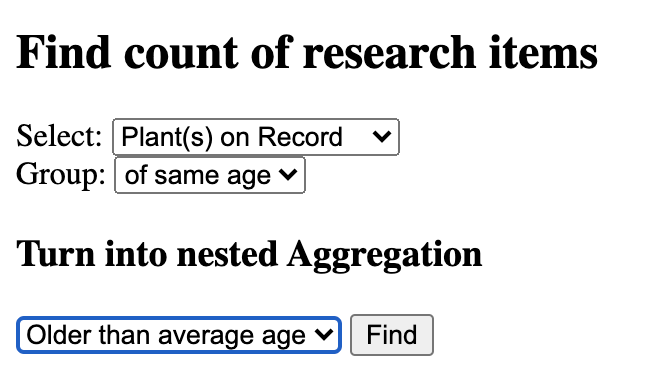 Find count of research items
Select: Plant(s) on Record
Group: of same age
Turn into nested Aggregation
Older than average age Find